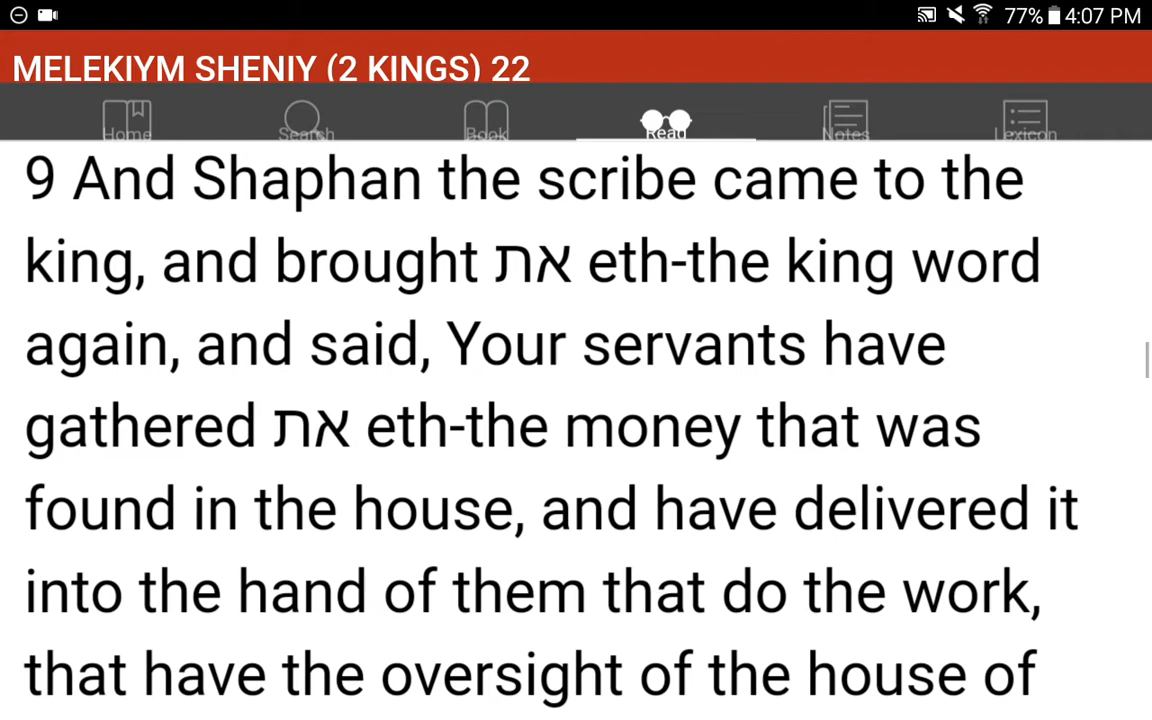 77% 4:07 PM
MELEKIYM SHENIY (2 KINGS) 22
Home Search Book Read Notes Lexicon
9 And Shaphan the scribe came to the
king, and brought את eth-the king word
again, and said, Your servants have
gathered את eth-the money that was
found in the house, and have delivered it
into the hand of them that do the work,
that have the oversight of the house of